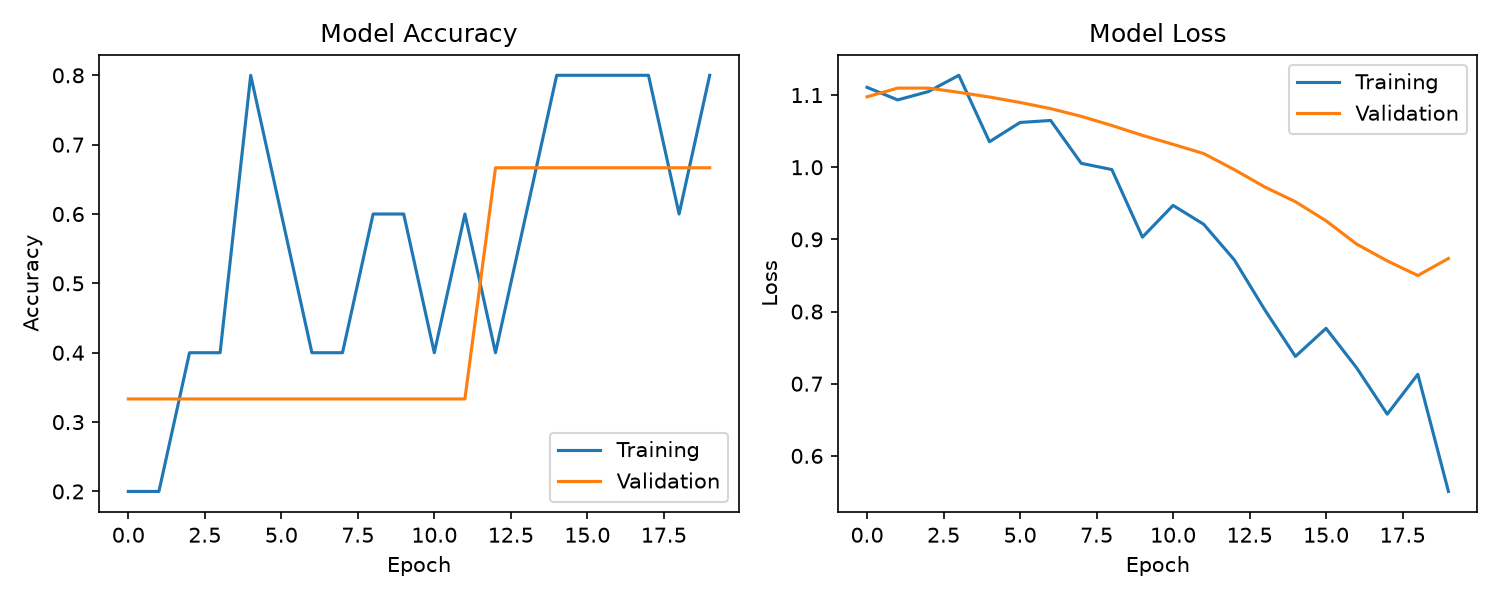 Model Accuracy
Accuracy
0.8
0.7
0.6
0.5
0.4
0.3
0.2
Training
Validation
0.0 2.5 5.0 7.5 10.0 12.5 15.0 17.5
Epoch
Model Loss
Loss
1.1
1.0
0.9
0.8
0.7
0.6
Training
Validation
0.0 2.5 5.0 7.5 10.0 12.5 15.0 17.5
Epoch